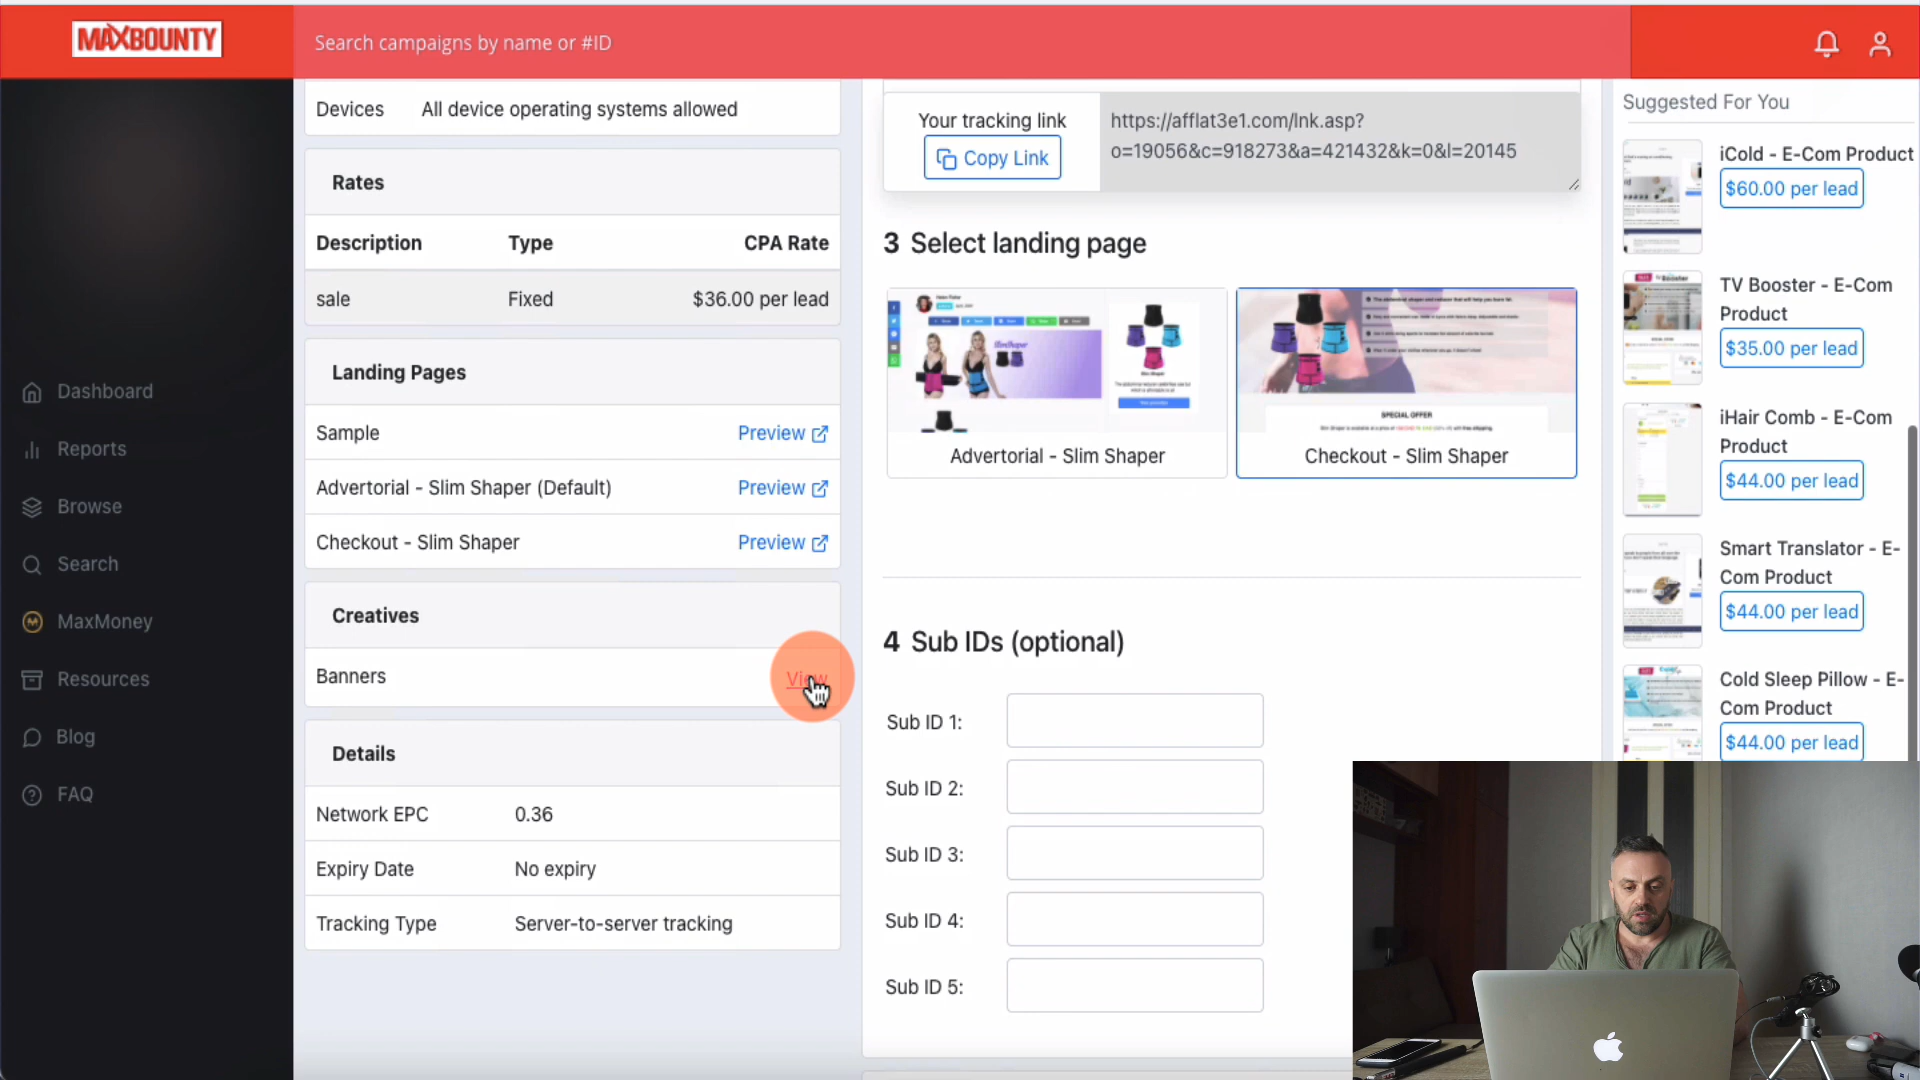 MAXBOUNTY
Search campaigns by name or #ID
Dashboard
Reports
Browse
Search
MaxMoney
Resources
Blog
FAQ
Devices All device operating systems allowed
Rates
Description Type CPA Rate
sale Fixed $36.00 per lead
Landing Pages
Sample Preview
Advertorial - Slim Shaper (Default) Preview
Checkout - Slim Shaper Preview
Creatives
Banners View
Details
Network EPC 0.36
Expiry Date No expiry
Tracking Type Server-to-server tracking
Your tracking link
Copy Link
https://afflat3e1.com/lnk.asp?
o=19056&c=918273&a=421432&k=0&l=20145
3 Select landing page
SPECIAL OFFER
Advertorial - Slim Shaper
Checkout - Slim Shaper
4 Sub IDs (optional)
Sub ID 1:
Sub ID 2:
Sub ID 3:
Sub ID 4:
Sub ID 5:
Suggested For You
iCold - E-Com Product
$60.00 per lead
TV Booster - E-Com
Product
$35.00 per lead
iHair Comb - E-Com
Product
$44.00 per lead
Smart Translator - E-
Com Product
$44.00 per lead
Cold Sleep Pillow - E-
Com Product
$44.00 per lead